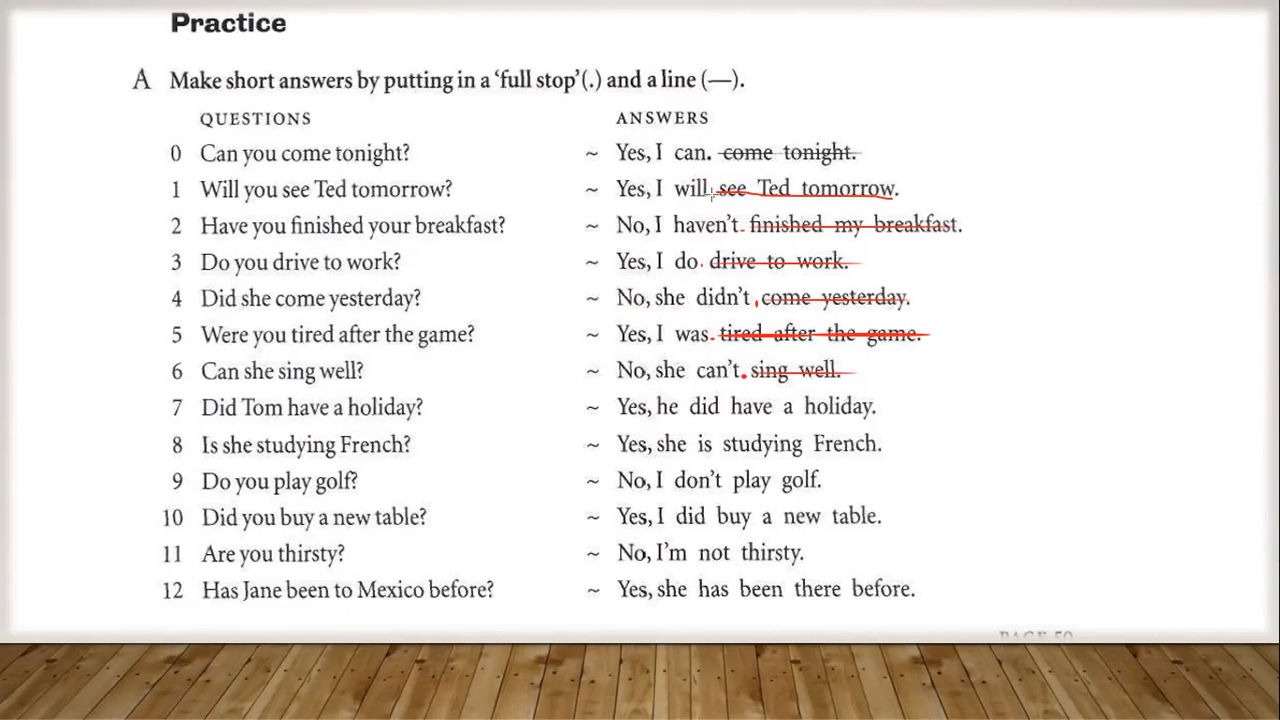 Practice
A Make short answers by putting in a 'full stop'(.) and a line (—).
QUESTIONS ANSWERS
0 Can you come tonight? ~ Yes, I can. come tonight.
1 Will you see Ted tomorrow? ~ Yes, I will see Ted tomorrow.
2 Have you finished your breakfast? ~ No, I haven't. finished my breakfast.
3 Do you drive to work? ~ Yes, I do. drive to work.
4 Did she come yesterday? ~ No, she didn't. come yesterday.
5 Were you tired after the game? ~ Yes, I was. tired after the game.
6 Can she sing well? ~ No, she can't. sing well.
7 Did Tom have a holiday? ~ Yes, he did have a holiday.
8 Is she studying French? ~ Yes, she is studying French.
9 Do you play golf? ~ No, I don't play golf.
10 Did you buy a new table? ~ Yes, I did buy a new table.
11 Are you thirsty? ~ No, I'm not thirsty.
12 Has Jane been to Mexico before? ~ Yes, she has been there before.
PAGE 50